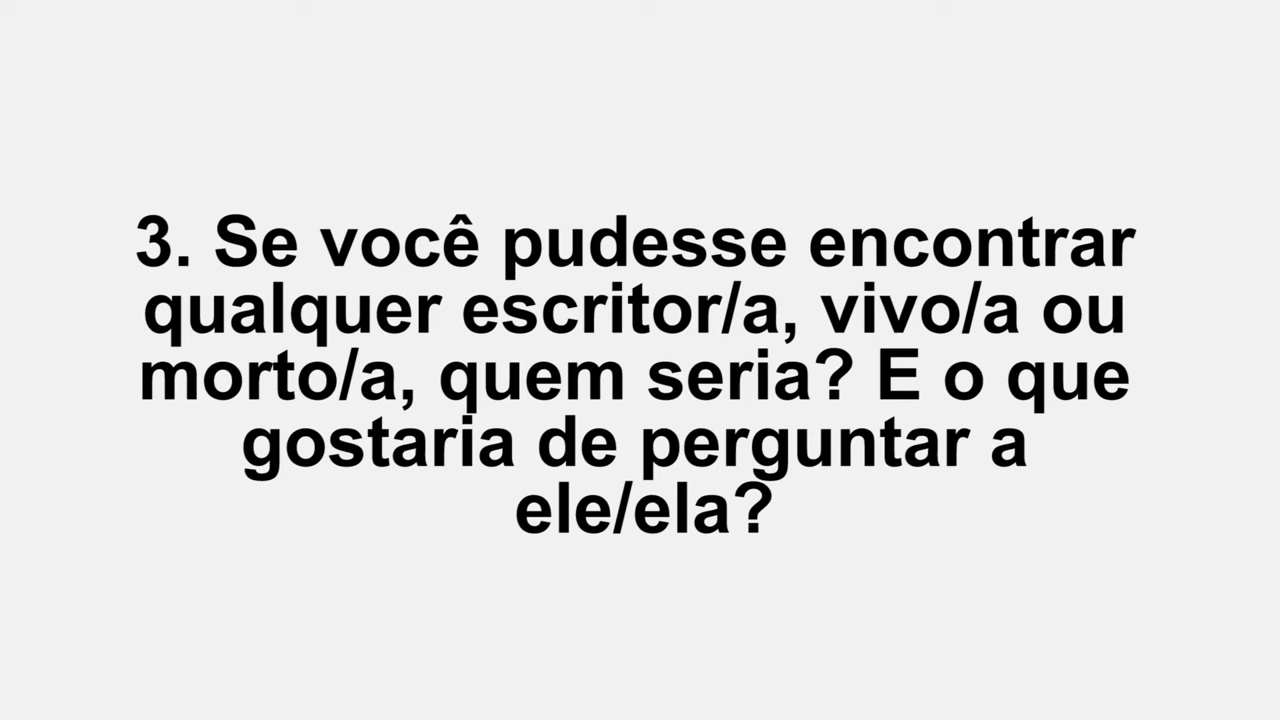 3. Se você pudesse encontrar
qualquer escritor/a, vivo/a ou
morto/a, quem seria? E o que
gostaria de perguntar a
ele/ela?